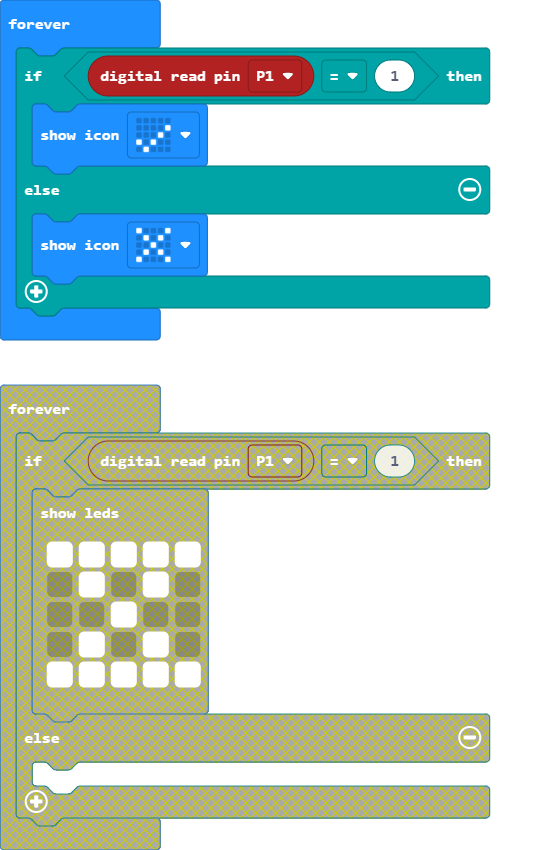 forever
if digital read pin P1 = 1 then
show icon
else
show icon
forever
if digital read pin P1 = 1 then
show leds
else